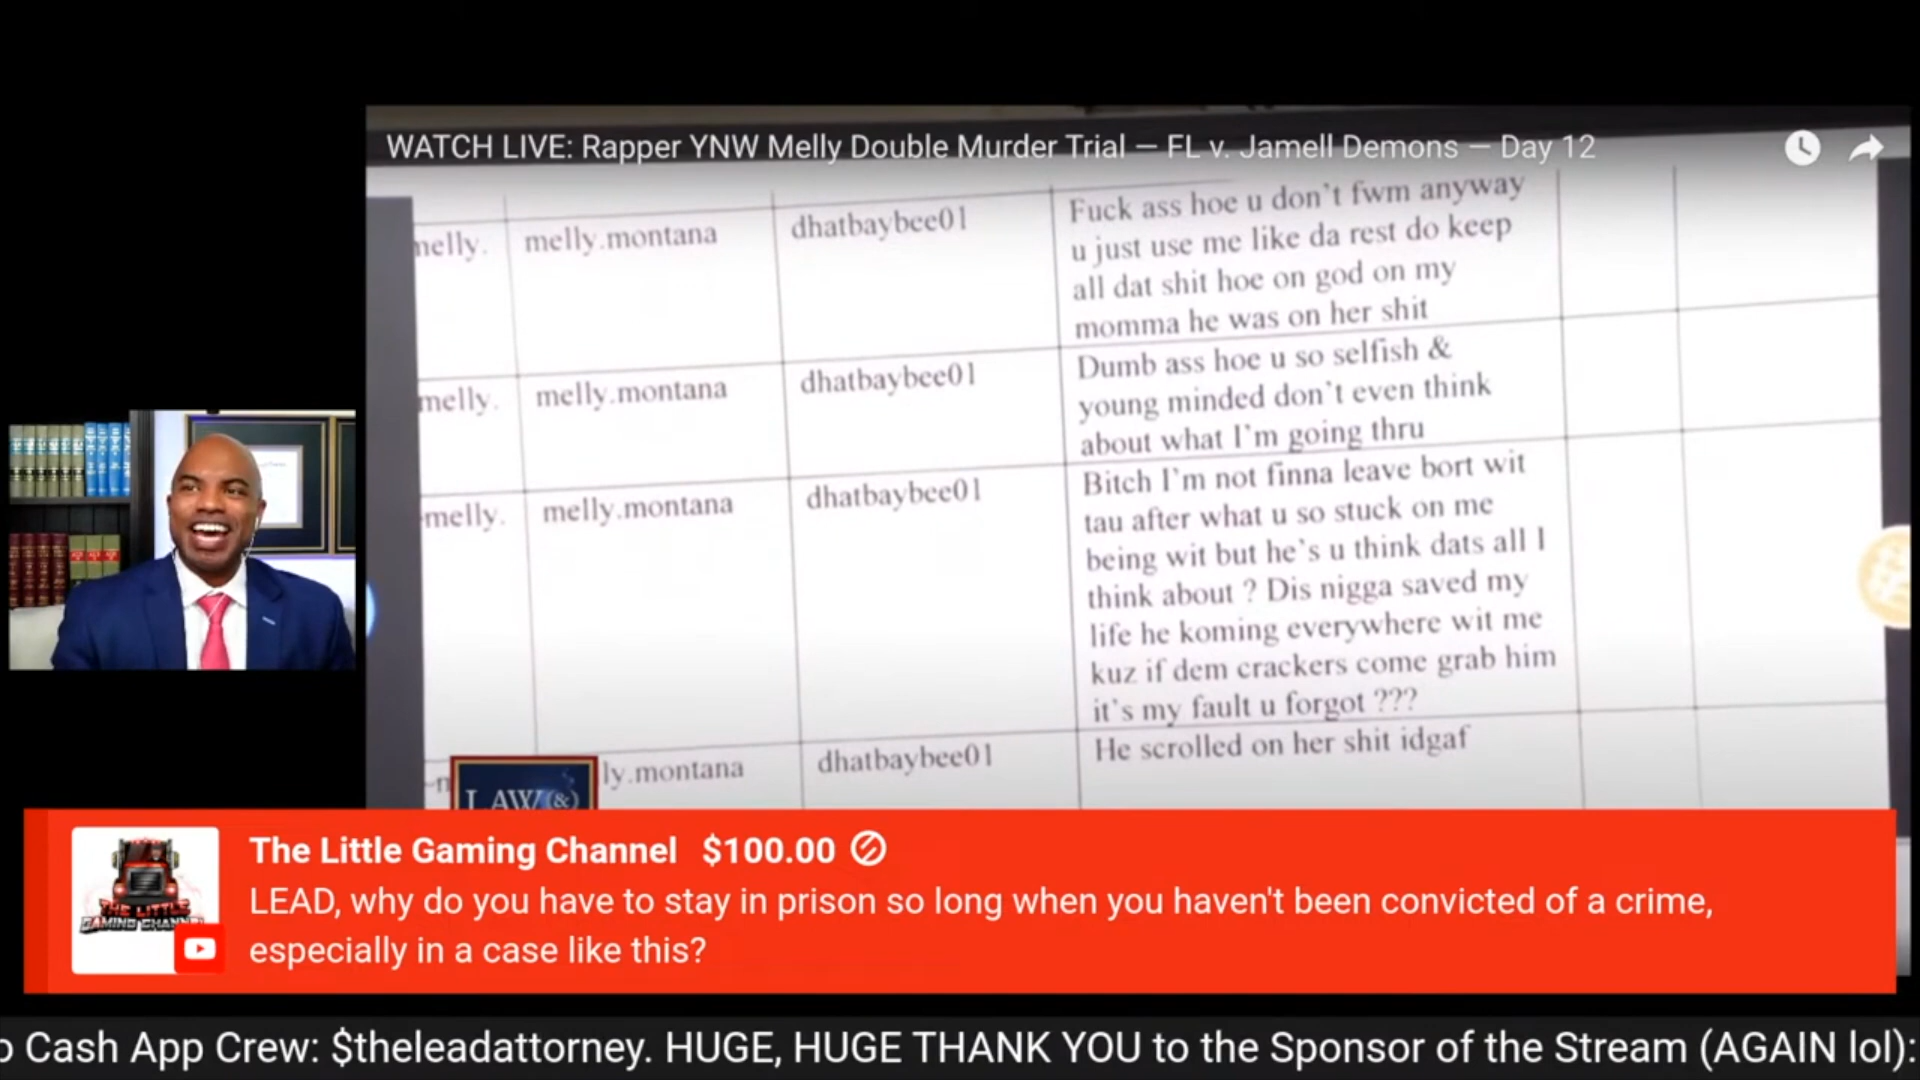 WATCH LIVE: Rapper YNW Melly Double Murder Trial — FL v. Jamell Demons — Day 12
melly. melly.montana dhatbaybee01
Fuck ass hoe u don't fwm anyway
u just use me like da rest do keep
all dat shit hoe on god on my
momma he was on her shit
melly. melly.montana dhatbaybee01
Dumb ass hoe u so selfish &
young minded don't even think
about what I'm going thru
melly. melly.montana dhatbaybee01
Bitch I'm not finna leave bort wit
tau after what u so stuck on me
being wit but he's u think dats all I
think about ? Dis nigga saved my
life he koming everywhere wit me
kuz if dem crackers come grab him
it's my fault u forgot ???
ly.montana dhatbaybee01
He scrolled on her shit idgaf
LAW (&)
The Little Gaming Channel $100.00
LEAD, why do you have to stay in prison so long when you haven't been convicted of a crime,
especially in a case like this?
THE LITTLE
GAMING CHAN
o Cash App Crew: $theleadattorney. HUGE, HUGE THANK YOU to the Sponsor of the Stream (AGAIN lol):